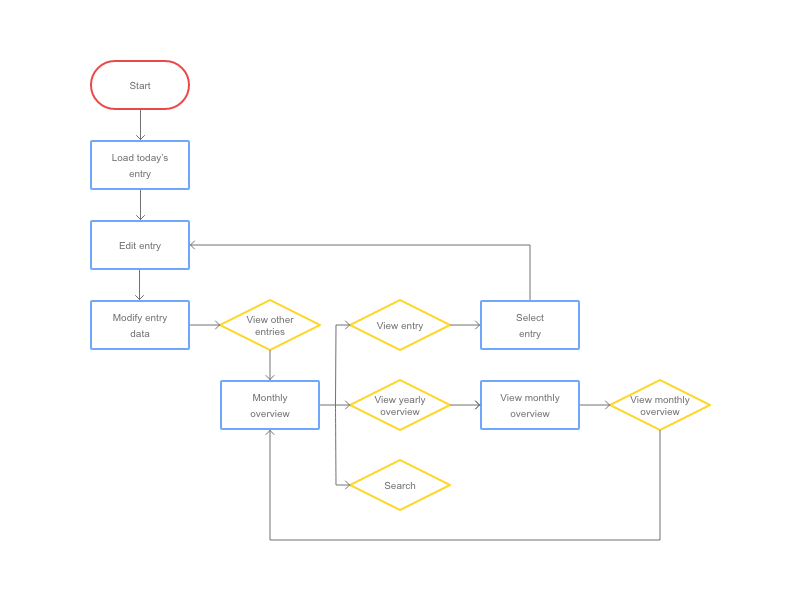 Start
Load today's
entry
Edit entry
Modify entry
data
View other
entries
View entry
Select
entry
Monthly
overview
View yearly
overview
View monthly
overview
View monthly
overview
Search